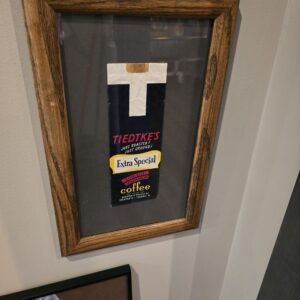 TIEDTKE'S
JUST ROASTED!
JUST GROUND!
Extra Special
coffee